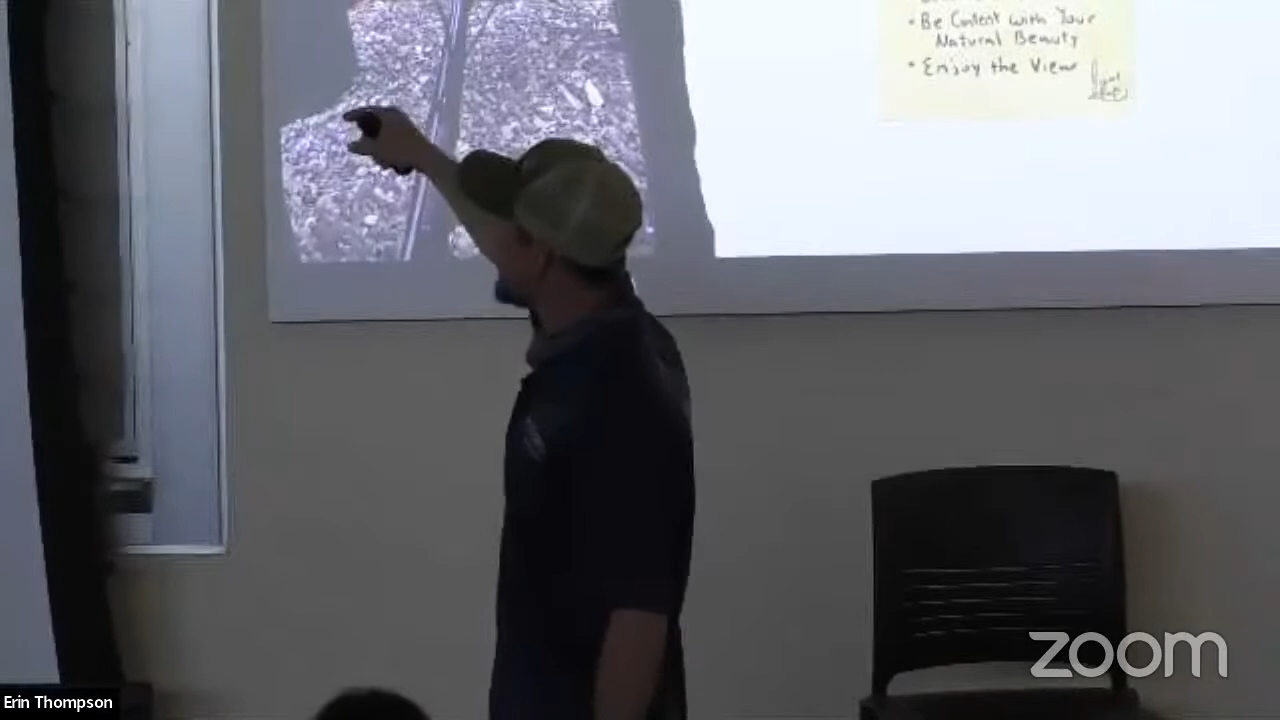 • Be Content with Your
Natural Beauty
• Enjoy the View
zoom
Erin Thompson